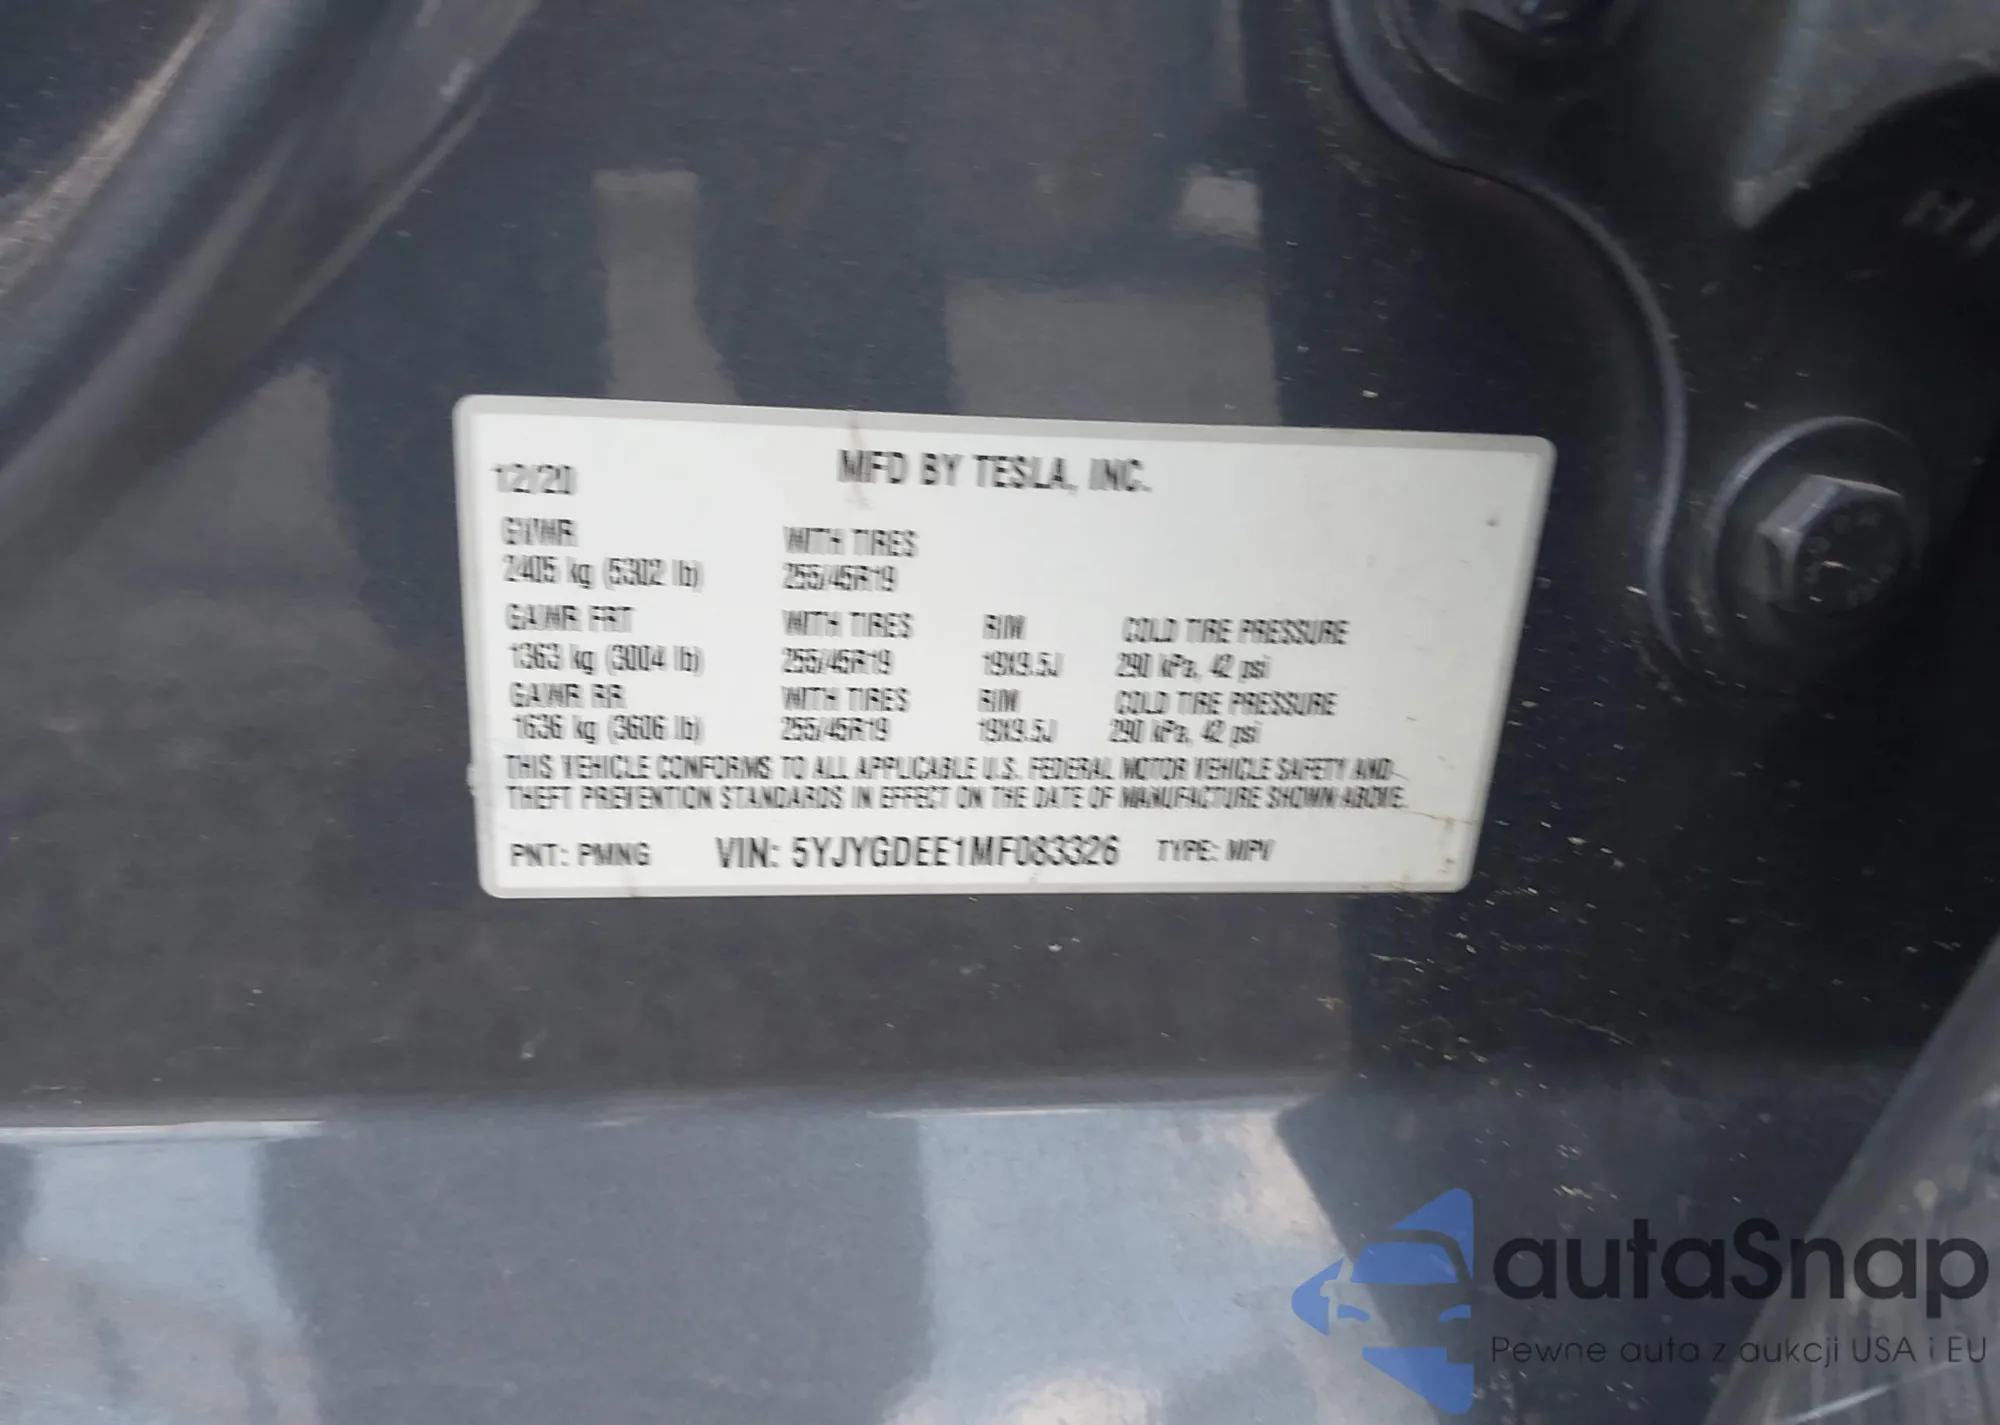 12/20 MFD BY TESLA, INC.
GVWR WITH TIRES
2405 kg (5302 lb) 255/45R19
GAWR FRT WITH TIRES RIM COLD TIRE PRESSURE
1363 kg (3004 lb) 255/45R19 19X9.5J 290 kPa, 42 psi
GAWR RR WITH TIRES RIM COLD TIRE PRESSURE
1636 kg (3606 lb) 255/45R19 19X9.5J 290 kPa, 42 psi
THIS VEHICLE CONFORMS TO ALL APPLICABLE U.S. FEDERAL MOTOR VEHICLE SAFETY AND
THEFT PREVENTION STANDARDS IN EFFECT ON THE DATE OF MANUFACTURE SHOWN ABOVE.
PNT: PMNG VIN: 5YJYGDEE1MF083326 TYPE: MPV
autaSnap
Pewne auta z aukcji USA i EU